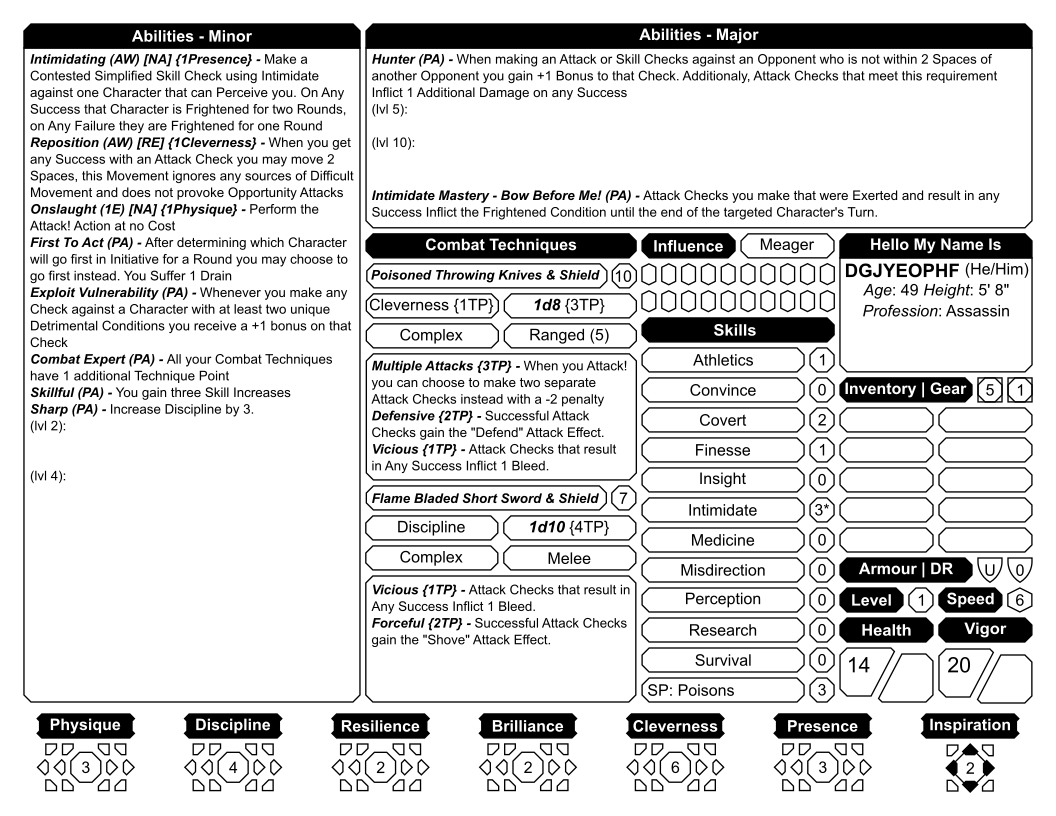 Abilities - Minor
Intimidating (AW) [NA] {1Presence} - Make a
Contested Simplified Skill Check using Intimidate
against one Character that can Perceive you. On Any
Success that Character is Frightened for two Rounds,
on Any Failure they are Frightened for one Round
Reposition (AW) [RE] {1Cleverness} - When you get
any Success with an Attack Check you may move 2
Spaces, this Movement ignores any sources of Difficult
Movement and does not provoke Opportunity Attacks
Onslaught (1E) [NA] {1Physique} - Perform the
Attack! Action at no Cost
First To Act (PA) - After determining which Character
will go first in Initiative for a Round you may choose to
go first instead. You Suffer 1 Drain
Exploit Vulnerability (PA) - Whenever you make any
Check against a Character with at least two unique
Detrimental Conditions you receive a +1 bonus on that
Check
Combat Expert (PA) - All your Combat Techniques
have 1 additional Technique Point
Skillful (PA) - You gain three Skill Increases
Sharp (PA) - Increase Discipline by 3.
(lvl 2):
(lvl 4):
Abilities - Major
Hunter (PA) - When making an Attack or Skill Checks against an Opponent who is not within 2 Spaces of
another Opponent you gain +1 Bonus to that Check. Additionaly, Attack Checks that meet this requirement
Inflict 1 Additional Damage on any Success
(lvl 5):
(lvl 10):
Intimidate Mastery - Bow Before Me! (PA) - Attack Checks you make that were Exerted and result in any
Success Inflict the Frightened Condition until the end of the targeted Character's Turn.
Combat Techniques
Poisoned Throwing Knives & Shield 10
Cleverness {1TP} 1d8 {3TP}
Complex Ranged (5)
Multiple Attacks {3TP} - When you Attack!
you can choose to make two separate
Attack Checks instead with a -2 penalty
Defensive {2TP} - Successful Attack
Checks gain the "Defend" Attack Effect.
Vicious {1TP} - Attack Checks that result
in Any Success Inflict 1 Bleed.
Flame Bladed Short Sword & Shield 7
Discipline 1d10 {4TP}
Complex Melee
Vicious {1TP} - Attack Checks that result in
Any Success Inflict 1 Bleed.
Forceful {2TP} - Successful Attack Checks
gain the "Shove" Attack Effect.
Influence Meager
Skills
Athletics 1
Convince 0
Covert 2
Finesse 1
Insight 0
Intimidate 3*
Medicine 0
Misdirection 0
Perception 0
Research 0
Survival 0
SP: Poisons 3
Hello My Name Is
DGJYEOPHF (He/Him)
Age: 49 Height: 5' 8"
Profession: Assassin
Inventory | Gear 5 1
Armour | DR U 0
Level 1 Speed 6
Health Vigor
14 20
Physique Discipline Resilience Brilliance Cleverness Presence Inspiration
3 4 2 2 6 3 2